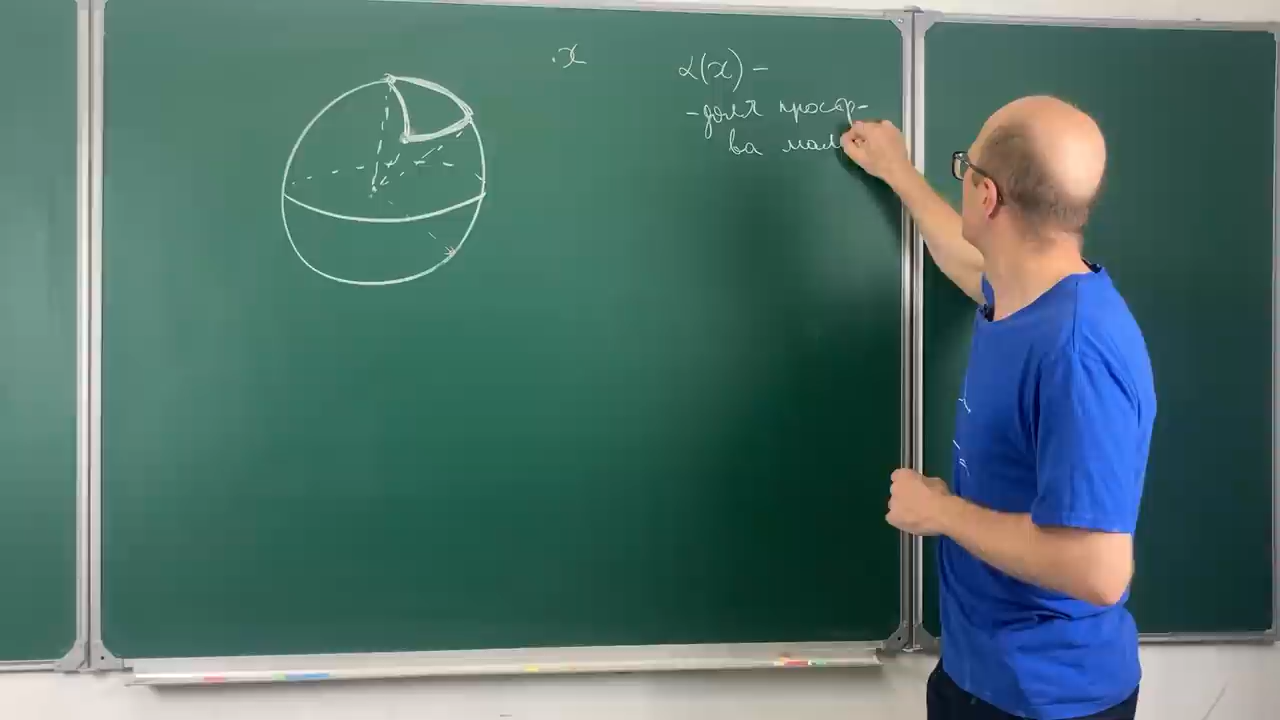 .x
α(x) –
– доля простр–
ва мал